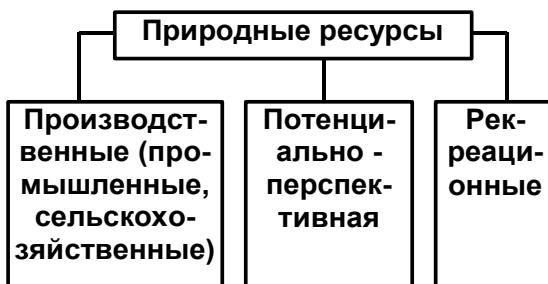 Природные ресурсы
Производст-
венные (про-
мышленные,
сельскохо-
зяйственные)
Потенци-
ально -
перспек-
тивная
Рек-
реаци-
онные